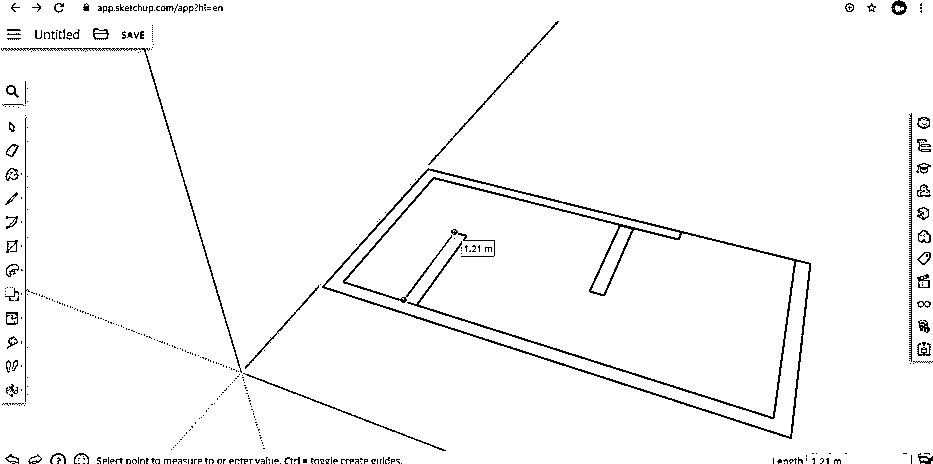 app.sketchup.com/app?hl=en
Untitled SAVE
1.21 m
Select point to measure to or enter value. Ctrl = toggle create guides.
Length 1.21 m